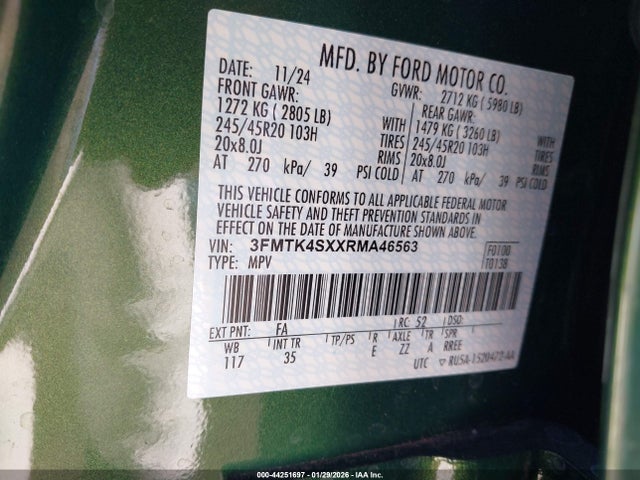 MFD. BY FORD MOTOR CO.
DATE: 11/24 GVWR: 2712 KG (5980 LB)
FRONT GAWR: REAR GAWR:
1272 KG (2805 LB) 1479 KG (3260 LB)
245/45R20 103H WITH TIRES 245/45R20 103H WITH TIRES
20x8.0J RIMS 20x8.0J RIMS
AT 270 kPa/ 39 PSI COLD AT 270 kPa/ 39 PSI COLD
THIS VEHICLE CONFORMS TO ALL APPLICABLE FEDERAL MOTOR
VEHICLE SAFETY AND THEFT PREVENTION STANDARDS IN
EFFECT ON THE DATE OF MANUFACTURE SHOWN ABOVE.
VIN: 3FMTK4SXXRMA46563 F0100
TYPE: MPV T0138
EXT PNT: FA RC: 52 DSO:
WB INT TR TP/PS R AXLE TR SPR
117 35 E ZZ A RREE
UTC ▽ RU5A-1520472-AA
000-44251697 - 01/29/2026 - IAA Inc.